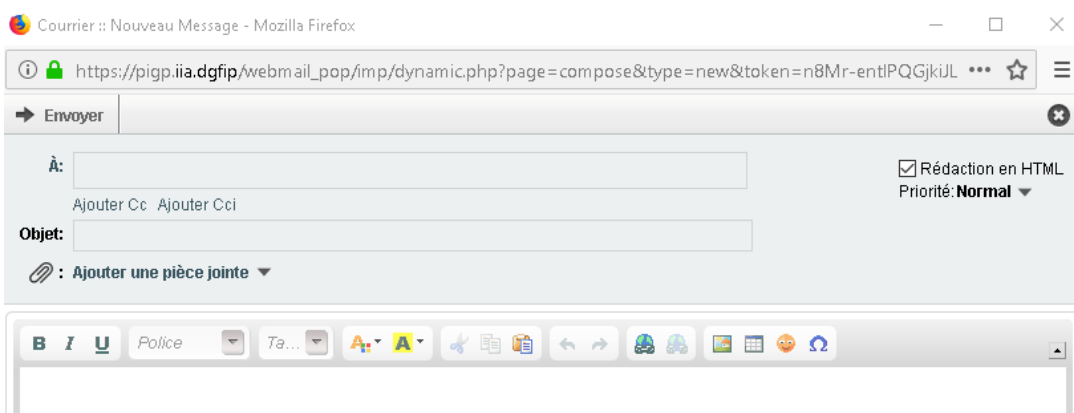 Courrier :: Nouveau Message - Mozilla Firefox
https://pigp.iia.dgfip/webmail_pop/imp/dynamic.php?page=compose&type=new&token=n8Mr-entlPQGjkiJL
Envoyer
À:
Rédaction en HTML
Priorité: Normal
Ajouter Cc Ajouter Cci
Objet:
: Ajouter une pièce jointe
B I U Police Ta... A A Ω